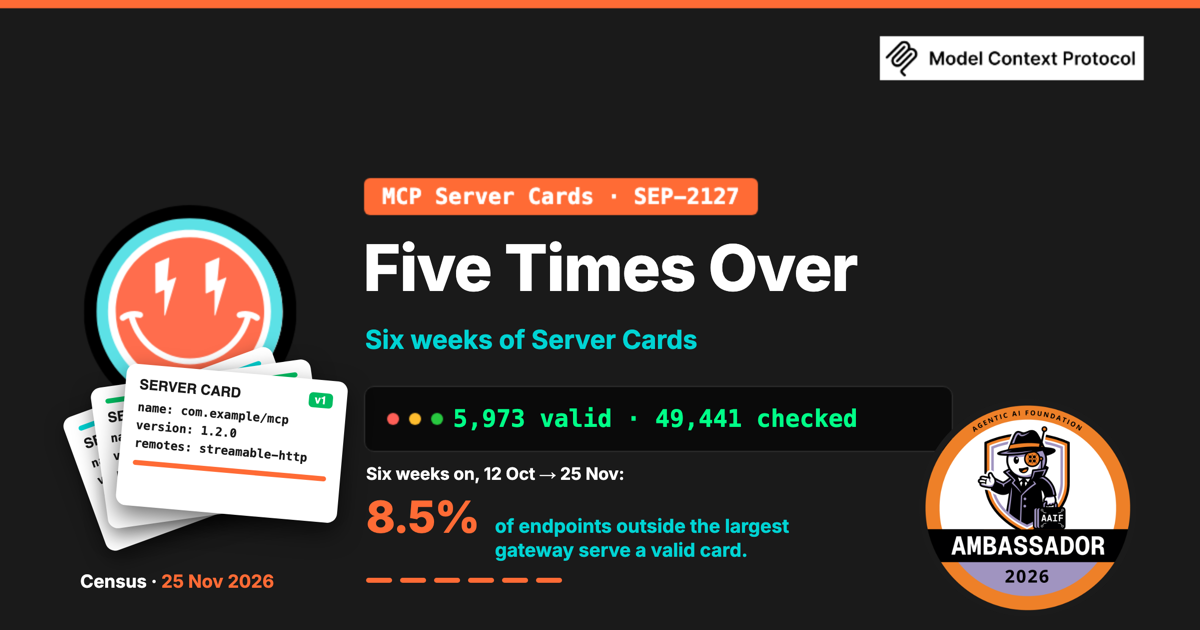 Model Context Protocol
MCP Server Cards · SEP-2127
Five Times Over
Six weeks of Server Cards
SERVER CARD
v1
name: com.example/mcp
version: 1.2.0
remotes: streamable-http
5,973 valid · 49,441 checked
Six weeks on, 12 Oct → 25 Nov:
8.5%
of endpoints outside the largest
gateway serve a valid card.
Census · 25 Nov 2026
AGENTIC AI FOUNDATION
AAIF
AMBASSADOR
2026